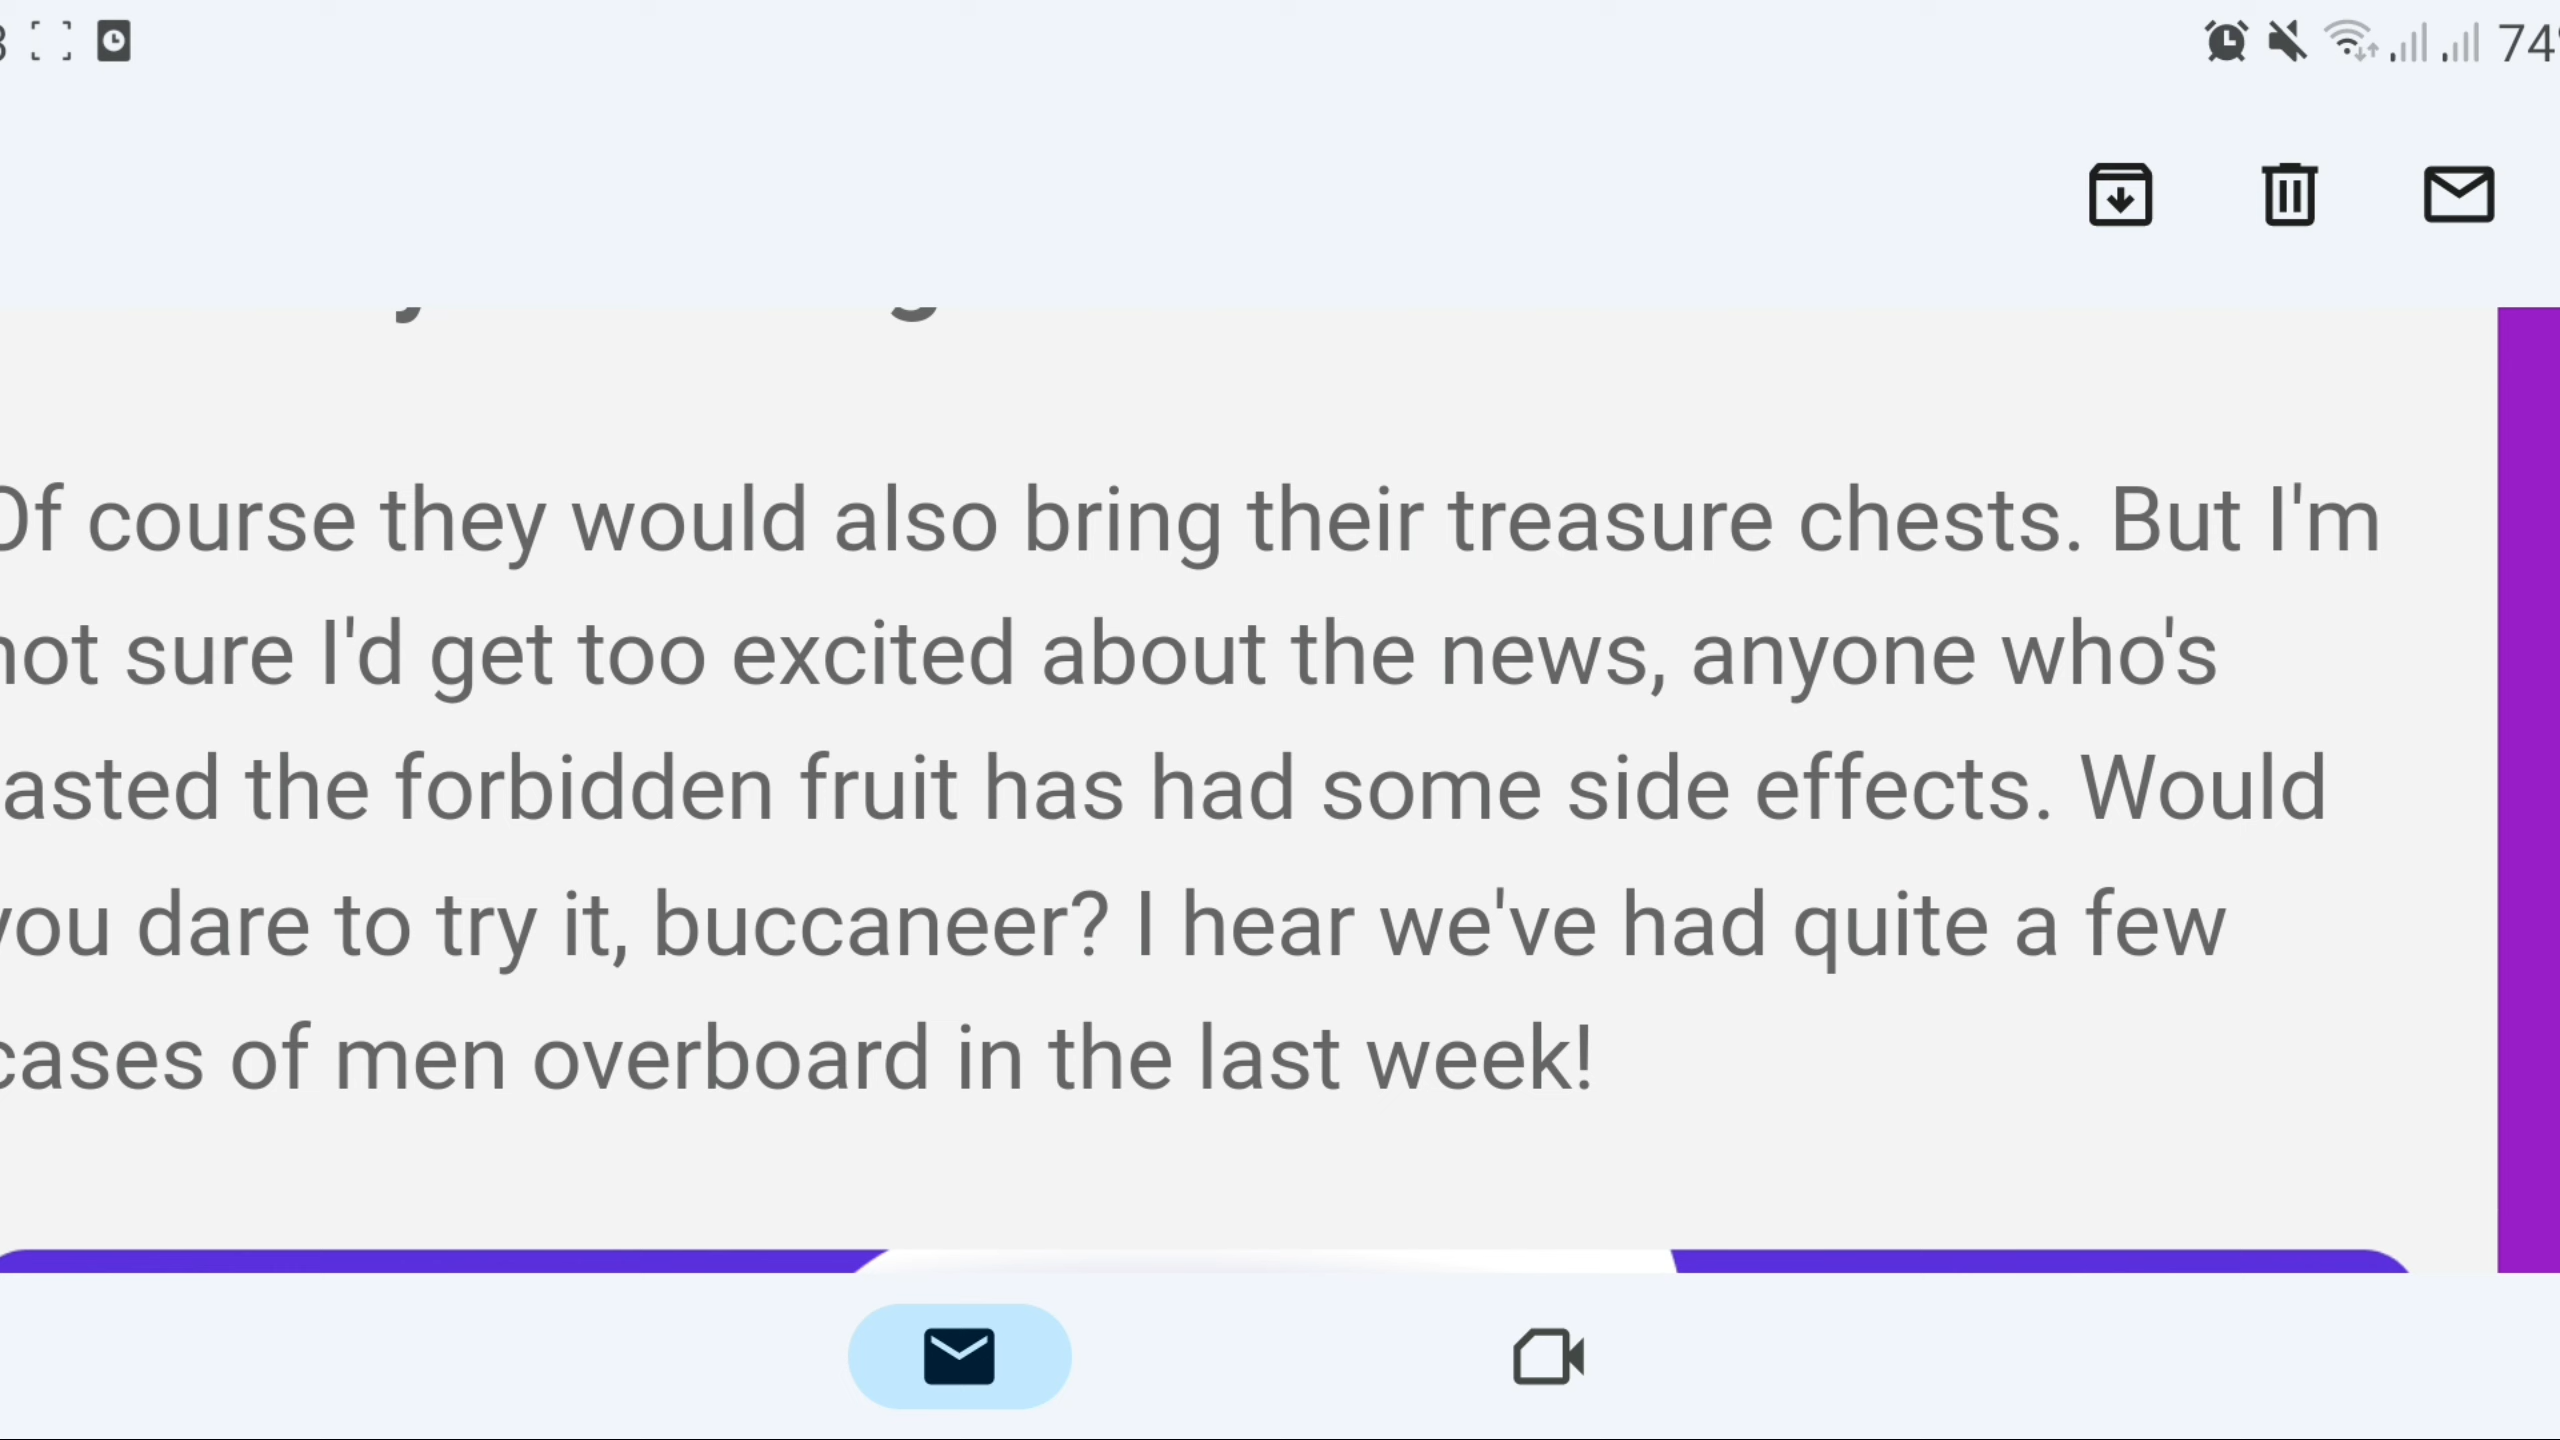 74
Of course they would also bring their treasure chests. But I'm
not sure I'd get too excited about the news, anyone who's
tasted the forbidden fruit has had some side effects. Would
you dare to try it, buccaneer? I hear we've had quite a few
cases of men overboard in the last week!